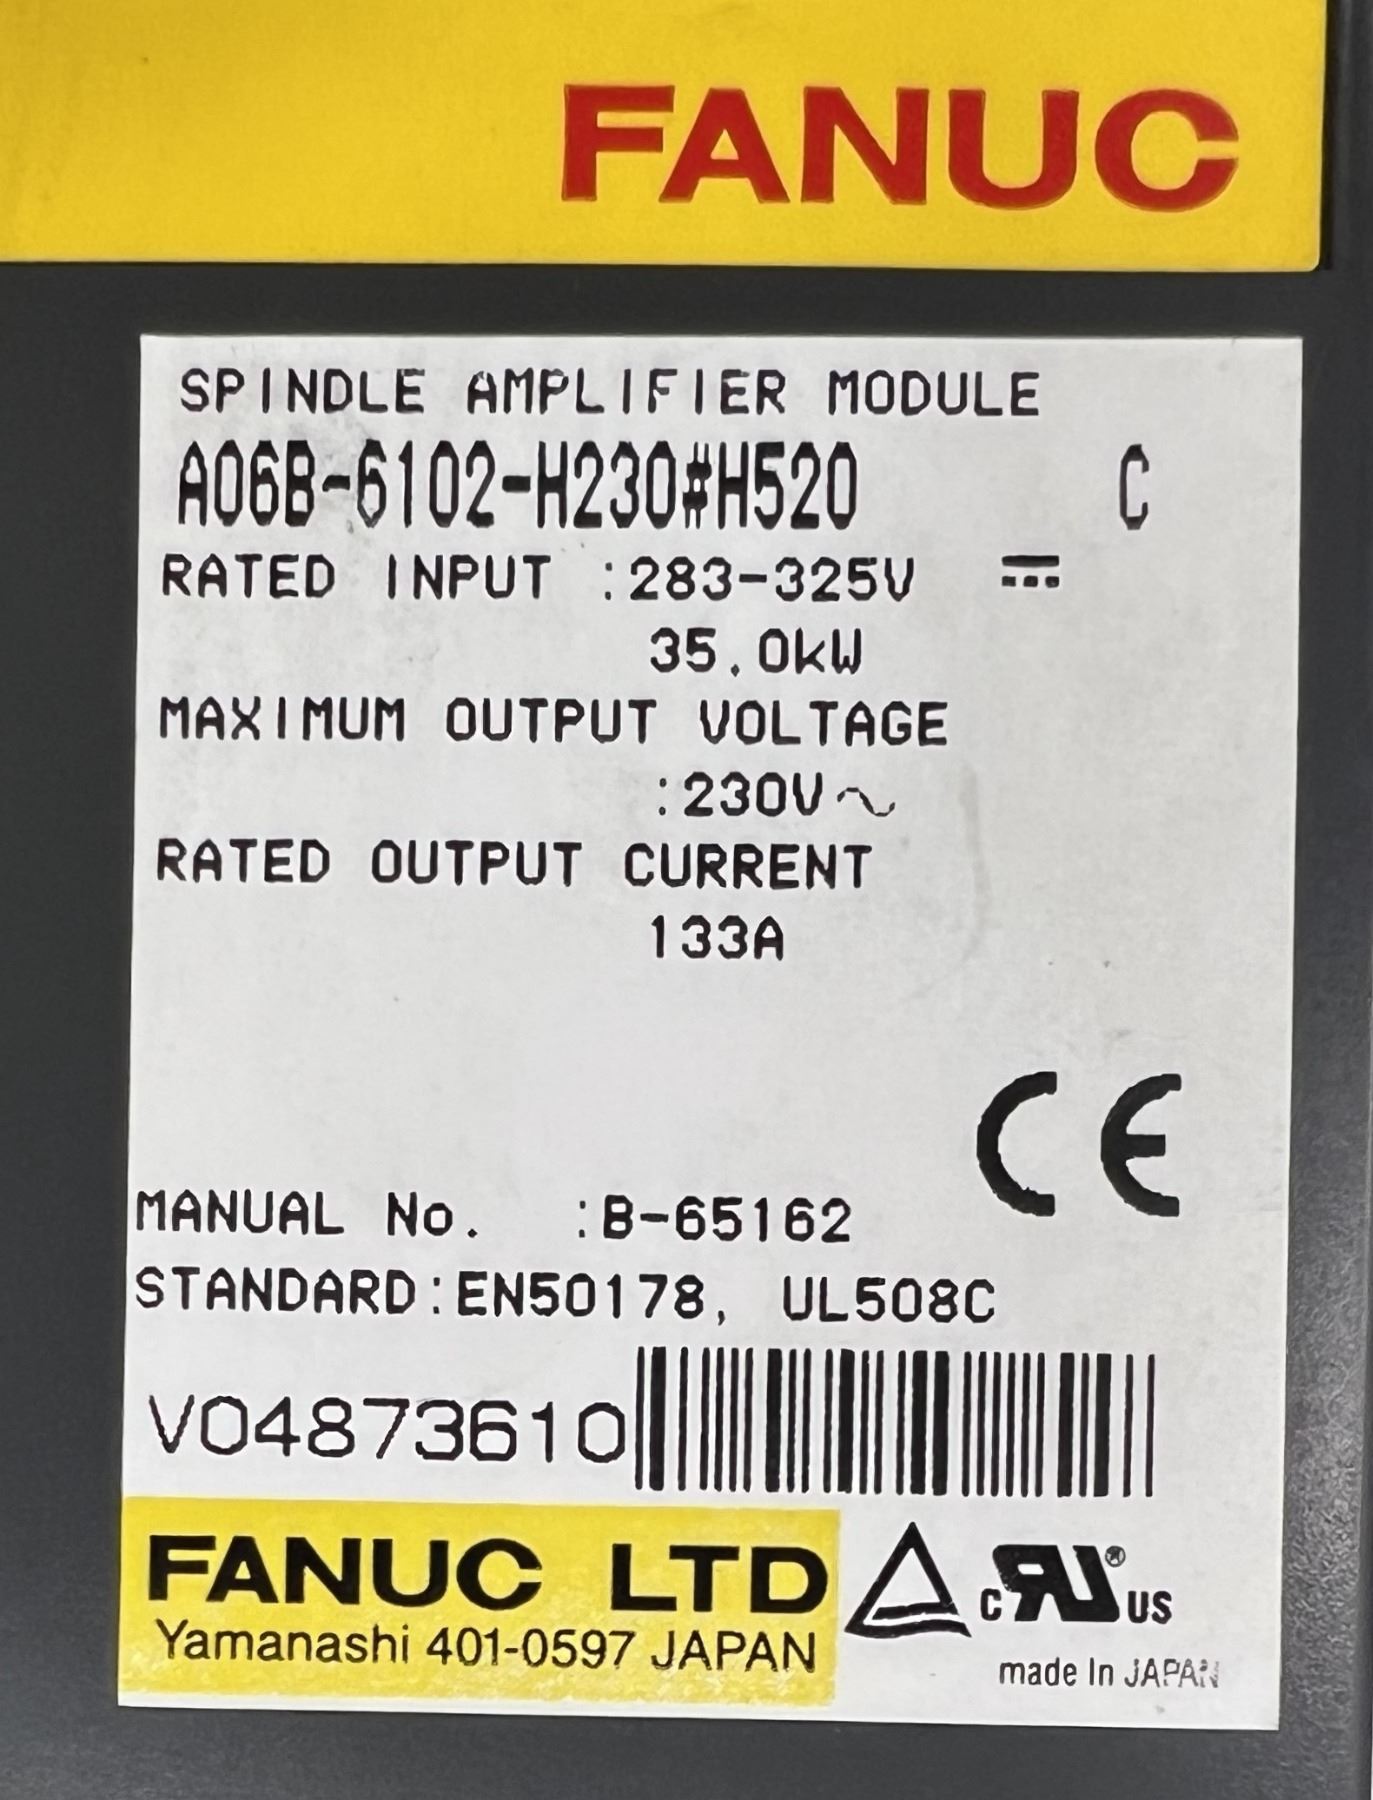 FANUC
SPINDLE AMPLIFIER MODULE
A06B-6102-H230#H520 C
RATED INPUT :283-325V ⎓
35.0kW
MAXIMUM OUTPUT VOLTAGE
:230V～
RATED OUTPUT CURRENT
133A
CE
MANUAL No. :B-65162
STANDARD:EN50178, UL508C
V04873610
FANUC LTD
Yamanashi 401-0597 JAPAN
c RU ® US
made In JAPAN